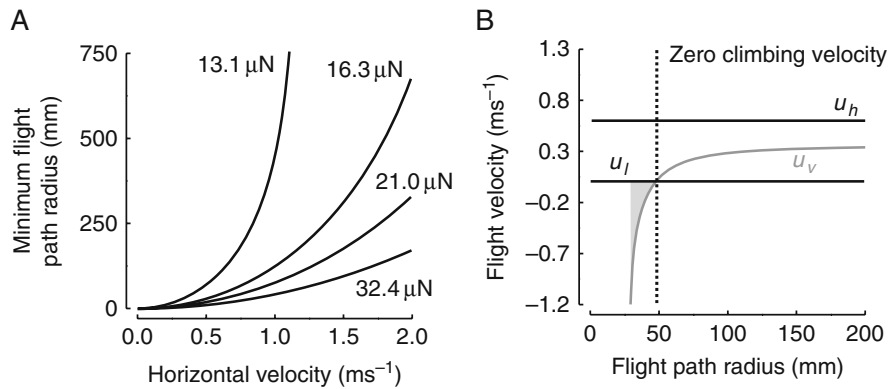 A
Minimum flight
path radius (mm)
750
500
250
0
13.1 μN
16.3 μN
21.0 μN
32.4 μN
0.0 0.5 1.0 1.5 2.0
Horizontal velocity (ms⁻¹)
B
Flight velocity (ms⁻¹)
1.3
0.8
0.3
−0.2
−0.7
−1.2
Zero climbing velocity
u_h
u_l
u_v
0 50 100 150 200
Flight path radius (mm)